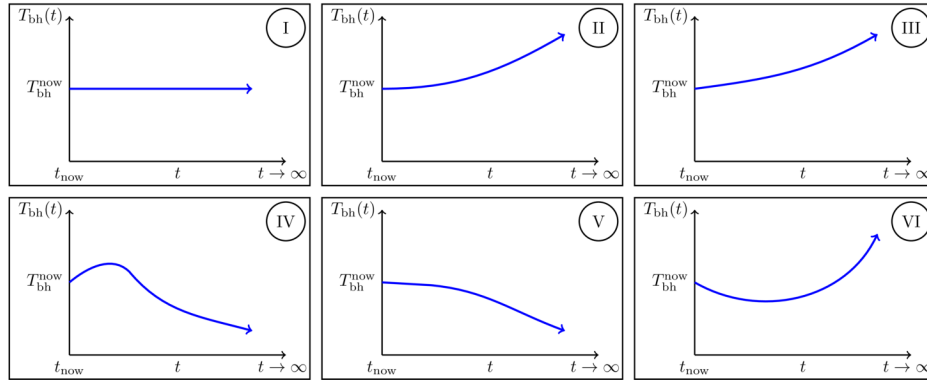 T_bh(t) I
T_bh^now
t_now t t → ∞
T_bh(t) II
T_bh^now
t_now t t → ∞
T_bh(t) III
T_bh^now
t_now t t → ∞
T_bh(t) IV
T_bh^now
t_now t t → ∞
T_bh(t) V
T_bh^now
t_now t t → ∞
T_bh(t) VI
T_bh^now
t_now t t → ∞